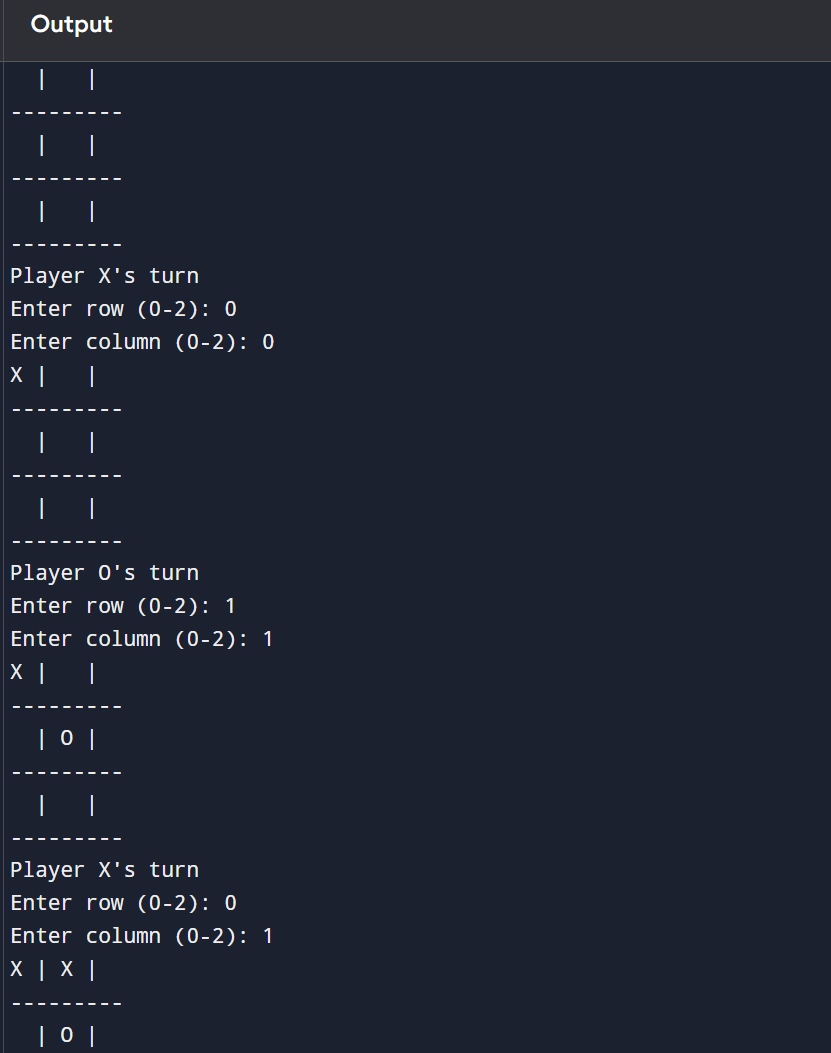 Output
  |   |
---------
  |   |
---------
  |   |
---------
Player X's turn
Enter row (0-2): 0
Enter column (0-2): 0
X |   |
---------
  |   |
---------
  |   |
---------
Player O's turn
Enter row (0-2): 1
Enter column (0-2): 1
X |   |
---------
  | O |
---------
  |   |
---------
Player X's turn
Enter row (0-2): 0
Enter column (0-2): 1
X | X |
---------
  | O |